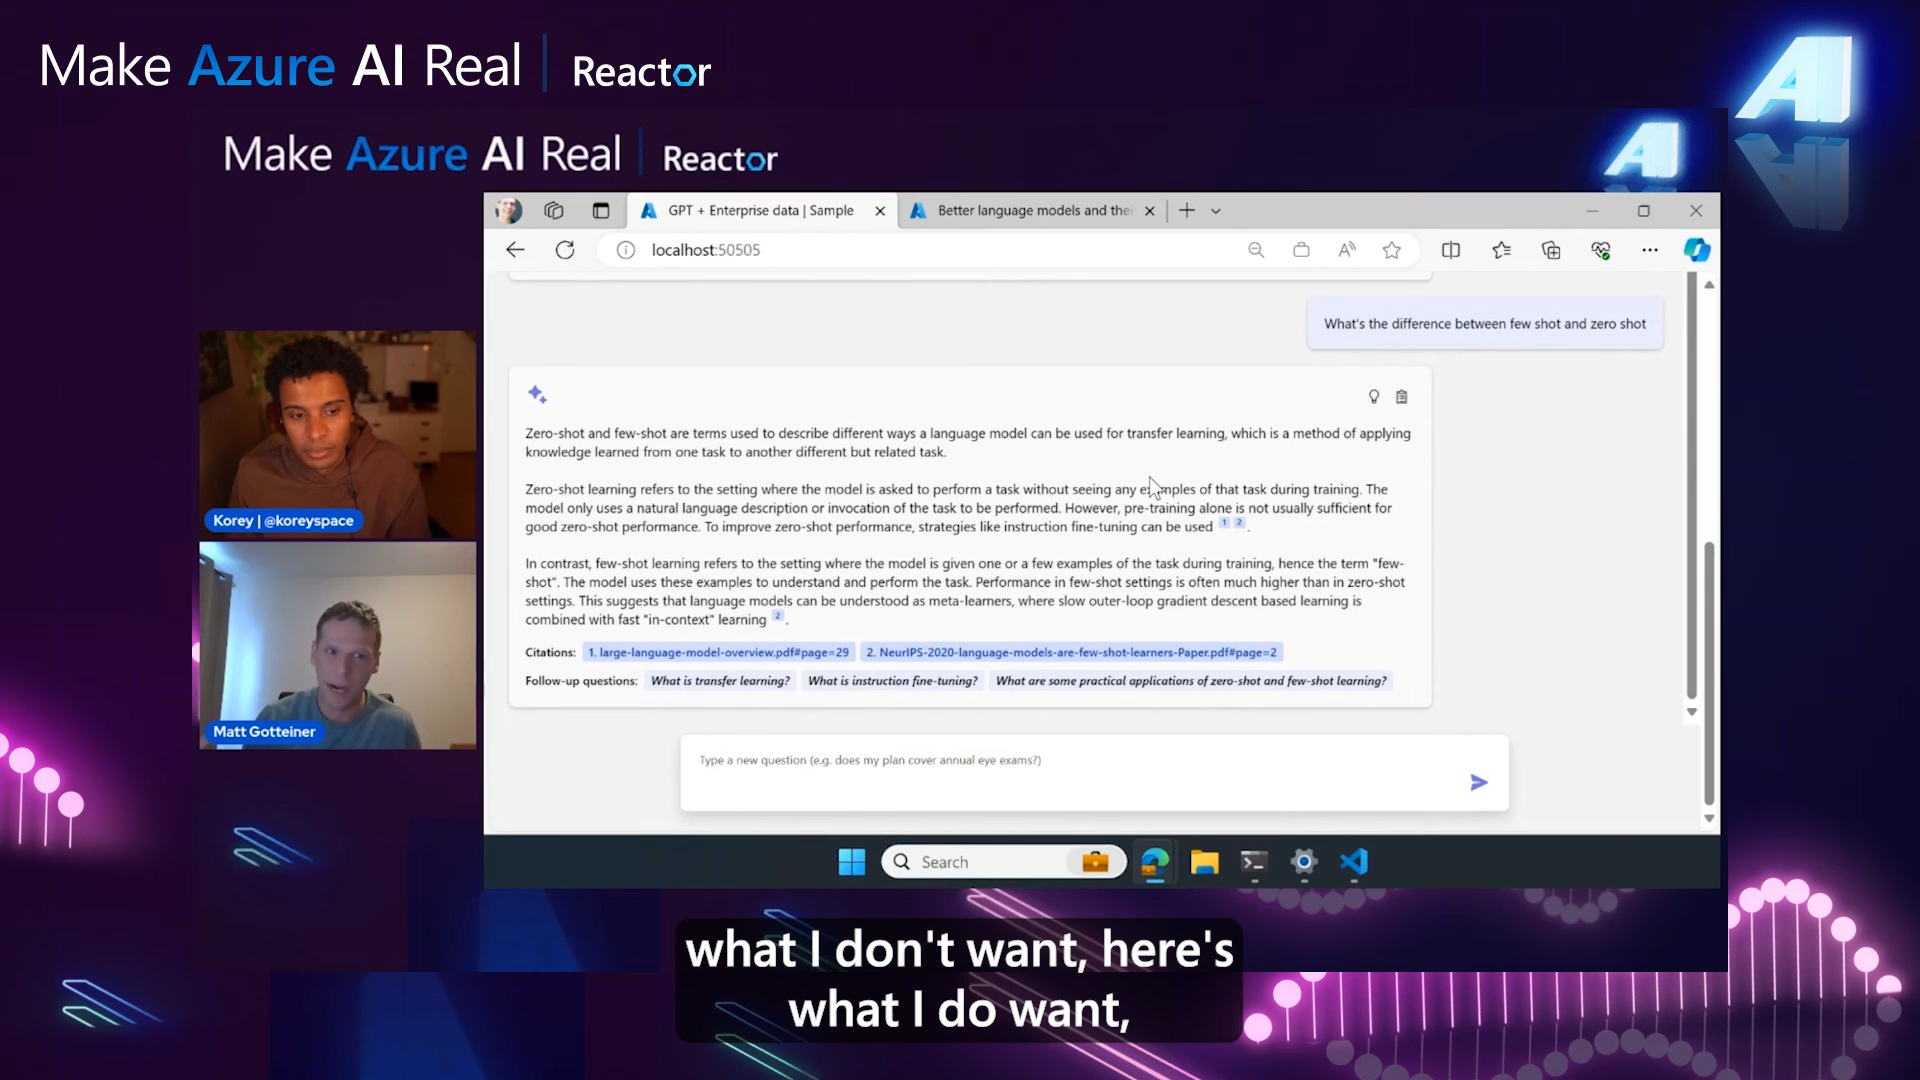 Make Azure AI Real | Reactor
AI
Make Azure AI Real | Reactor
AI
GPT + Enterprise data | Sample
Better language models and thei
localhost:50505
What's the difference between few shot and zero shot
Zero-shot and few-shot are terms used to describe different ways a language model can be used for transfer learning, which is a method of applying
knowledge learned from one task to another different but related task.
Zero-shot learning refers to the setting where the model is asked to perform a task without seeing any examples of that task during training. The
model only uses a natural language description or invocation of the task to be performed. However, pre-training alone is not usually sufficient for
good zero-shot performance. To improve zero-shot performance, strategies like instruction fine-tuning can be used 1 2 .
In contrast, few-shot learning refers to the setting where the model is given one or a few examples of the task during training, hence the term "few-
shot". The model uses these examples to understand and perform the task. Performance in few-shot settings is often much higher than in zero-shot
settings. This suggests that language models can be understood as meta-learners, where slow outer-loop gradient descent based learning is
combined with fast "in-context" learning 2 .
Citations: 1. large-language-model-overview.pdf#page=29 2. NeurIPS-2020-language-models-are-few-shot-learners-Paper.pdf#page=2
Follow-up questions: What is transfer learning? What is instruction fine-tuning? What are some practical applications of zero-shot and few-shot learning?
Type a new question (e.g. does my plan cover annual eye exams?)
Korey | @koreyspace
Matt Gotteiner
Search
what I don't want, here's
what I do want,